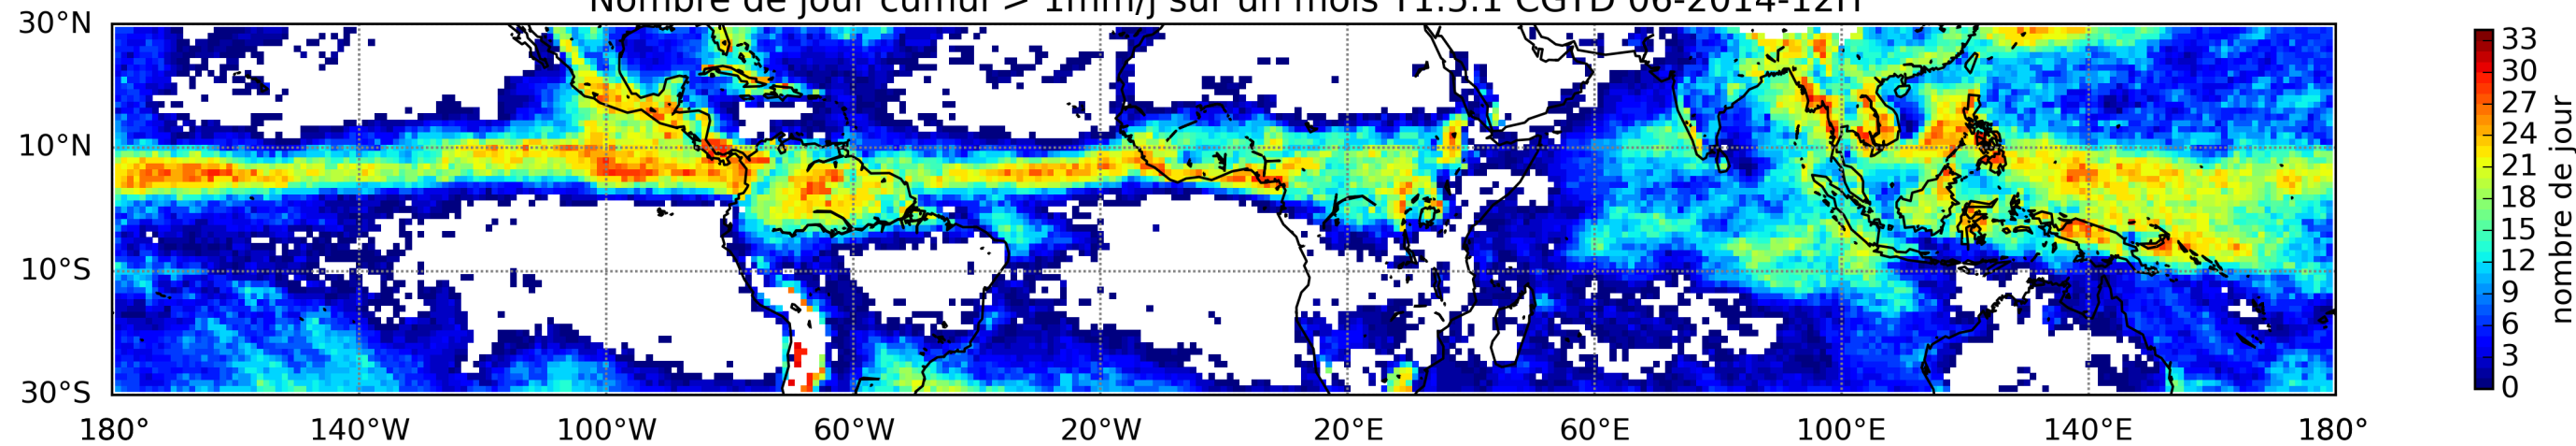 Nombre de jour cumul > 1mm/j sur un mois T1.5.1 CGTD 06-2014-12H
30°N
10°N
10°S
30°S
180° 140°W 100°W 60°W 20°W 20°E 60°E 100°E 140°E 180°
33
30
27
24
21
18
15
12
9
6
3
0
nombre de jour